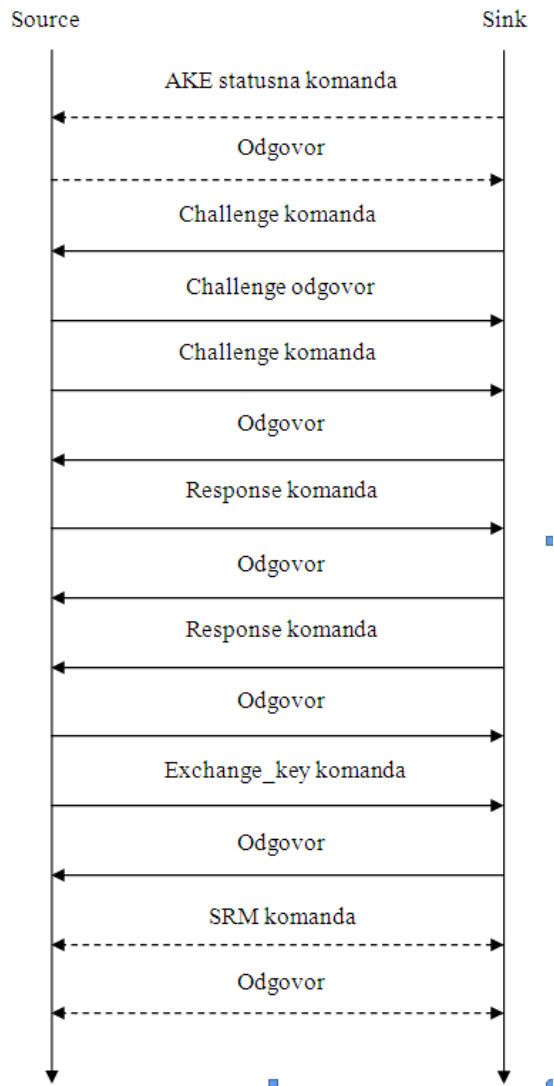 Source
Sink
AKE statusna komanda
Odgovor
Challenge komanda
Challenge odgovor
Challenge komanda
Odgovor
Response komanda
Odgovor
Response komanda
Odgovor
Exchange_key komanda
Odgovor
SRM komanda
Odgovor